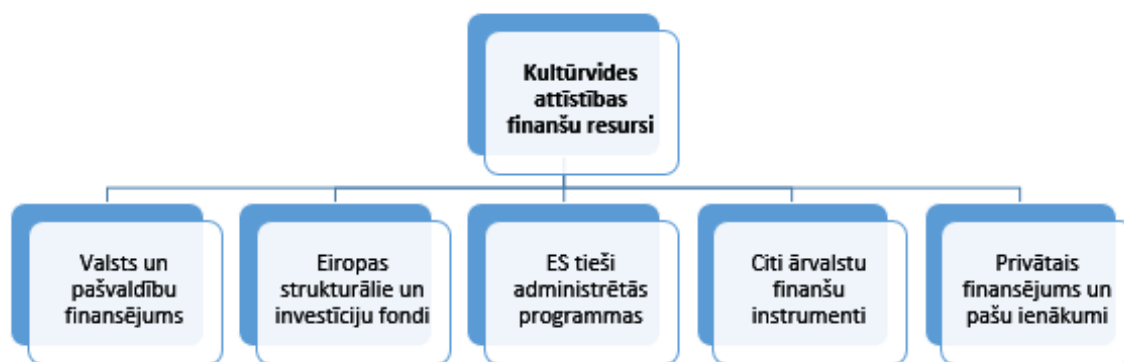 Kultūrvides
attīstības
finanšu resursi
Valsts un
pašvaldību
finansējums
Eiropas
strukturālie un
investīciju fondi
ES tieši
administrētās
programmas
Citi ārvalstu
finanšu
instrumenti
Privātais
finansējums un
pašu ienākumi